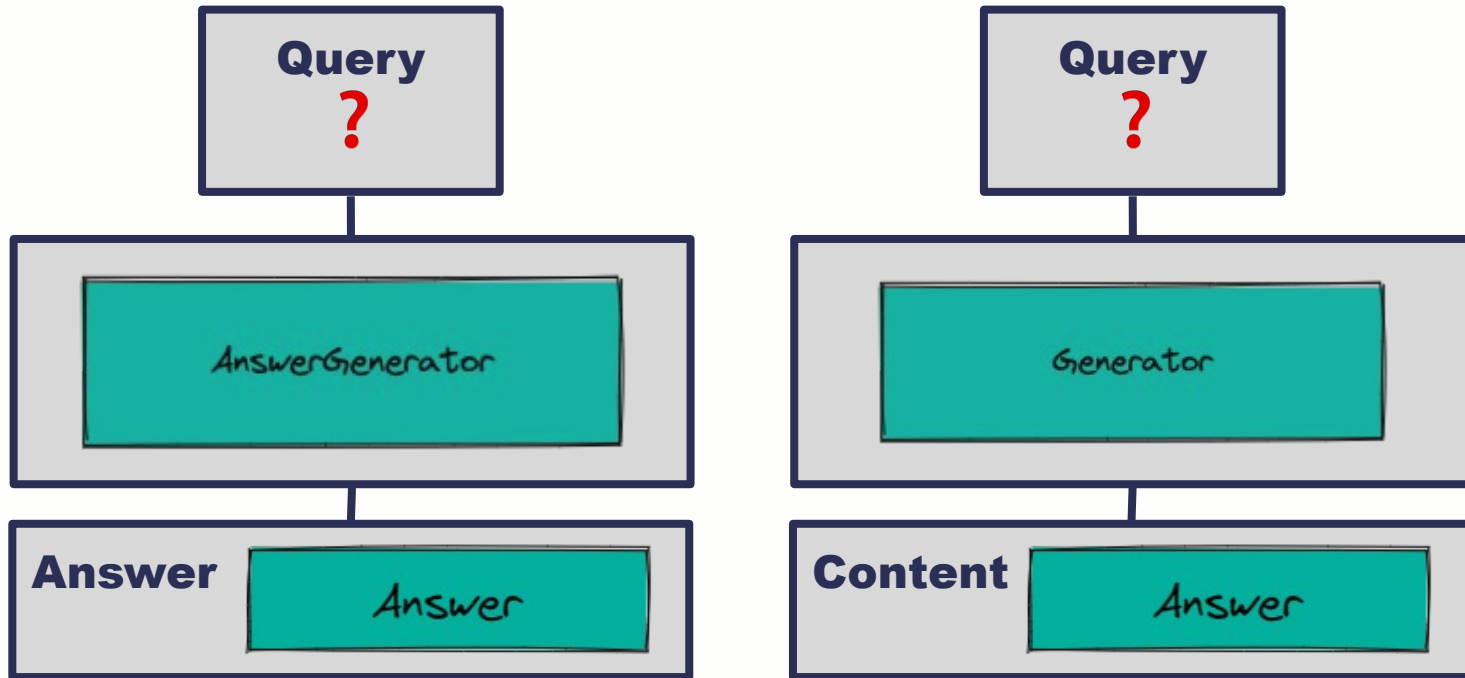 Query
?
AnswerGenerator
Answer
Answer
Query
?
Generator
Content
Answer